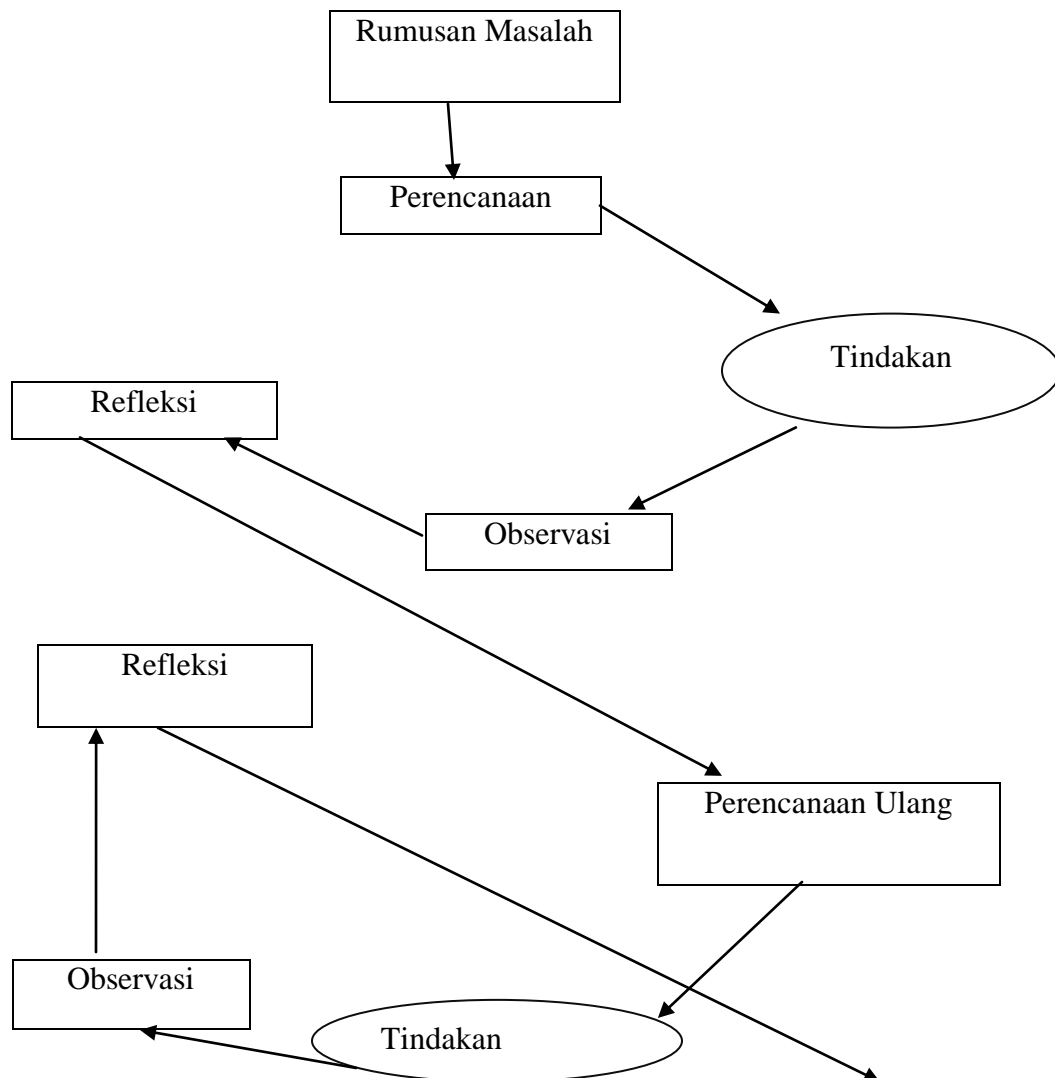 Rumusan Masalah
Perencanaan
Tindakan
Refleksi
Observasi
Refleksi
Perencanaan Ulang
Observasi
Tindakan